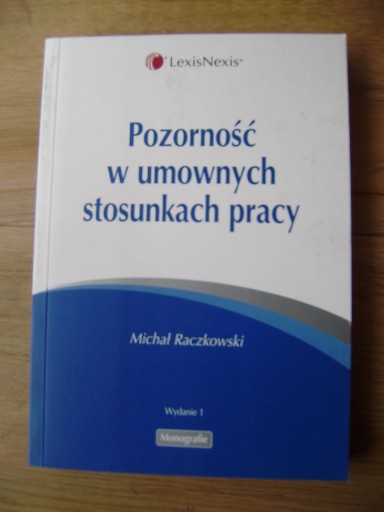 LexisNexis®
Pozorność
w umownych
stosunkach pracy
Michał Raczkowski
Wydanie 1
Monografie